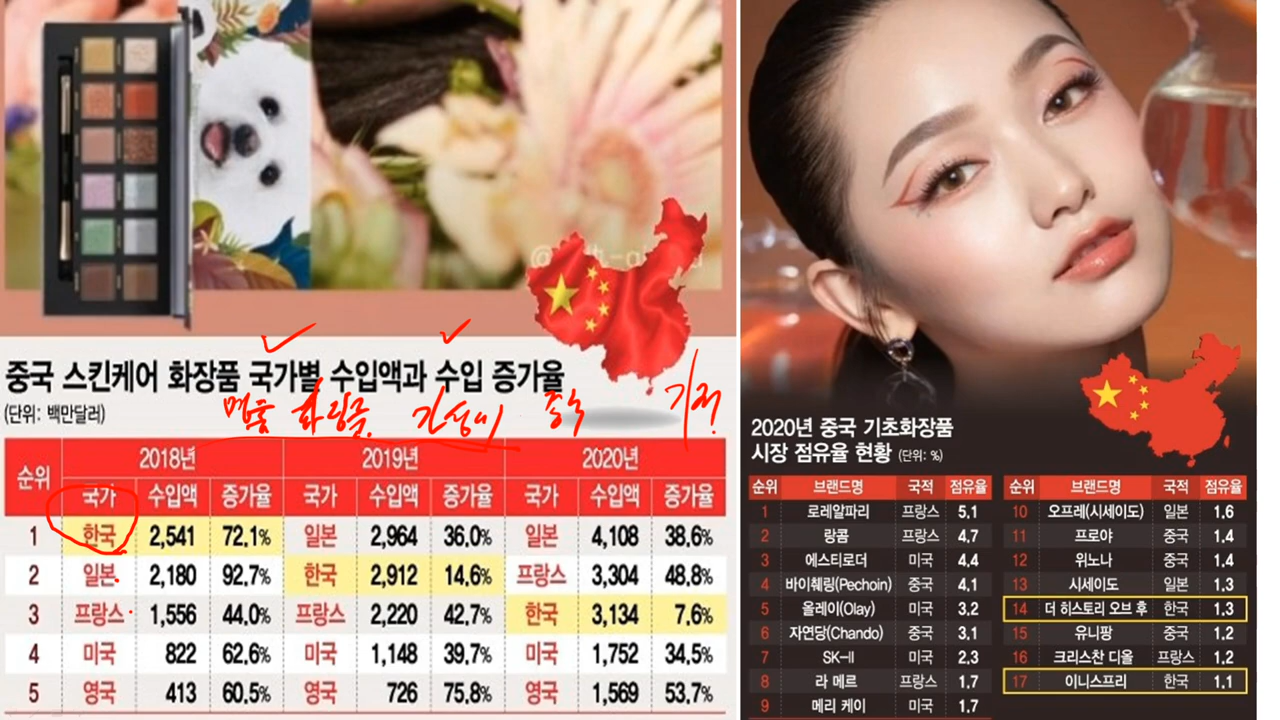 중국 스킨케어 화장품 국가별 수입액과 수입 증가율
(단위: 백만달러)
명품 화장품 중국
순위 2018년 2019년 2020년
국가 수입액 증가율 국가 수입액 증가율 국가 수입액 증가율
1 한국 2,541 72.1% 일본 2,964 36.0% 일본 4,108 38.6%
2 일본 2,180 92.7% 한국 2,912 14.6% 프랑스 3,304 48.8%
3 프랑스 1,556 44.0% 프랑스 2,220 42.7% 한국 3,134 7.6%
4 미국 822 62.6% 미국 1,148 39.7% 미국 1,752 34.5%
5 영국 413 60.5% 영국 726 75.8% 영국 1,569 53.7%
2020년 중국 기초화장품
시장 점유율 현황 (단위: %)
순위 브랜드명 국적 점유율
1 로레알파리 프랑스 5.1
2 랑콤 프랑스 4.7
3 에스티로더 미국 4.4
4 바이췌링(Pechoin) 중국 4.1
5 올레이(Olay) 미국 3.2
6 자연당(Chando) 중국 3.1
7 SK-II 미국 2.3
8 라 메르 프랑스 1.7
9 메리 케이 미국 1.7
순위 브랜드명 국적 점유율
10 오프레(시세이도) 일본 1.6
11 프로야 중국 1.4
12 위노나 중국 1.4
13 시세이도 일본 1.3
14 더 히스토리 오브 후 한국 1.3
15 유니팡 중국 1.2
16 크리스찬 디올 프랑스 1.2
17 이니스프리 한국 1.1